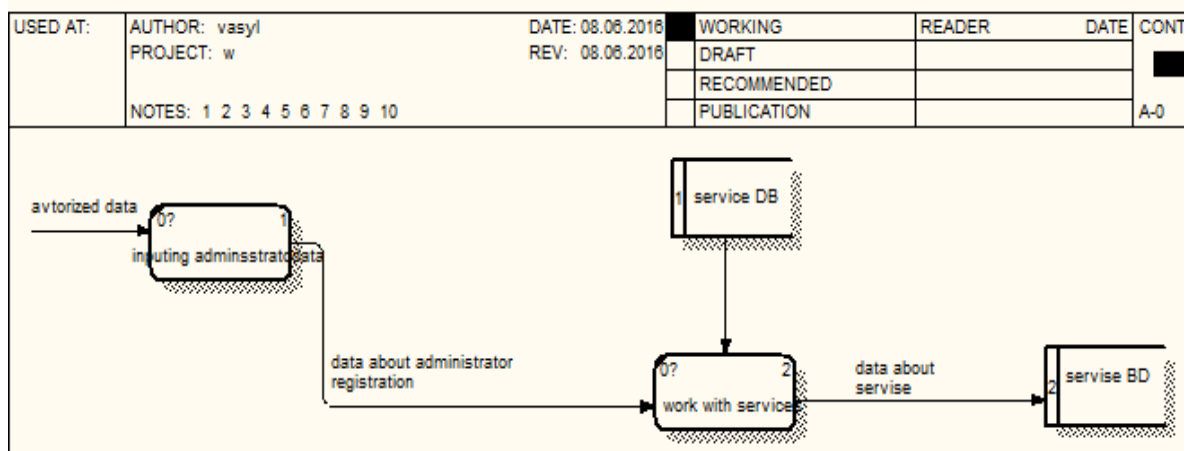 USED AT:
AUTHOR: vasyl
DATE: 08.06.2016
WORKING
READER
DATE
CONT
PROJECT: w
REV: 08.06.2016
DRAFT
RECOMMENDED
NOTES: 1 2 3 4 5 6 7 8 9 10
PUBLICATION
A-0
avtorized data
0?
1
inputing adminsstrato
data
1
service DB
data about administrator
registration
0?
2
work with services
data about
servise
2
servise BD